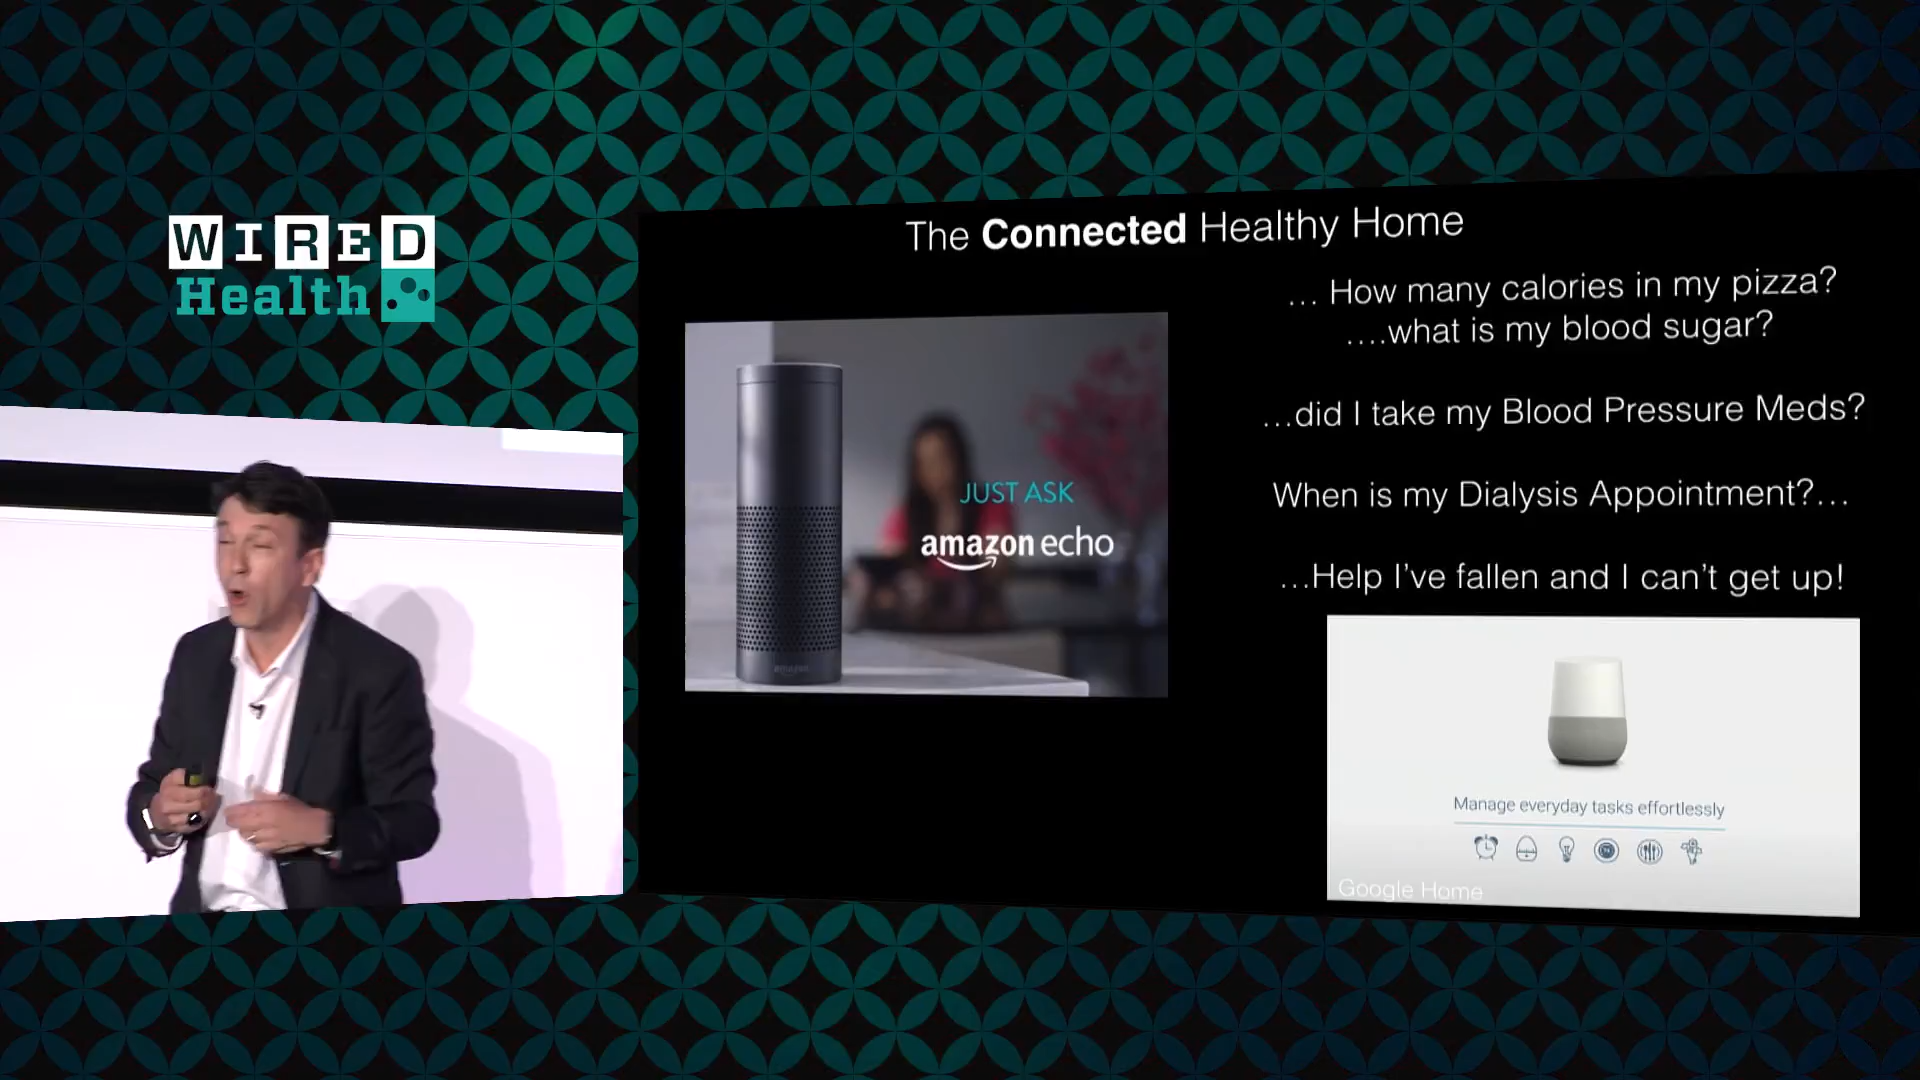 WIRED
Health
The Connected Healthy Home
... How many calories in my pizza?
....what is my blood sugar?
...did I take my Blood Pressure Meds?
When is my Dialysis Appointment?...
...Help I've fallen and I can't get up!
JUST ASK
amazon echo
amazon
Manage everyday tasks effortlessly
Google Home